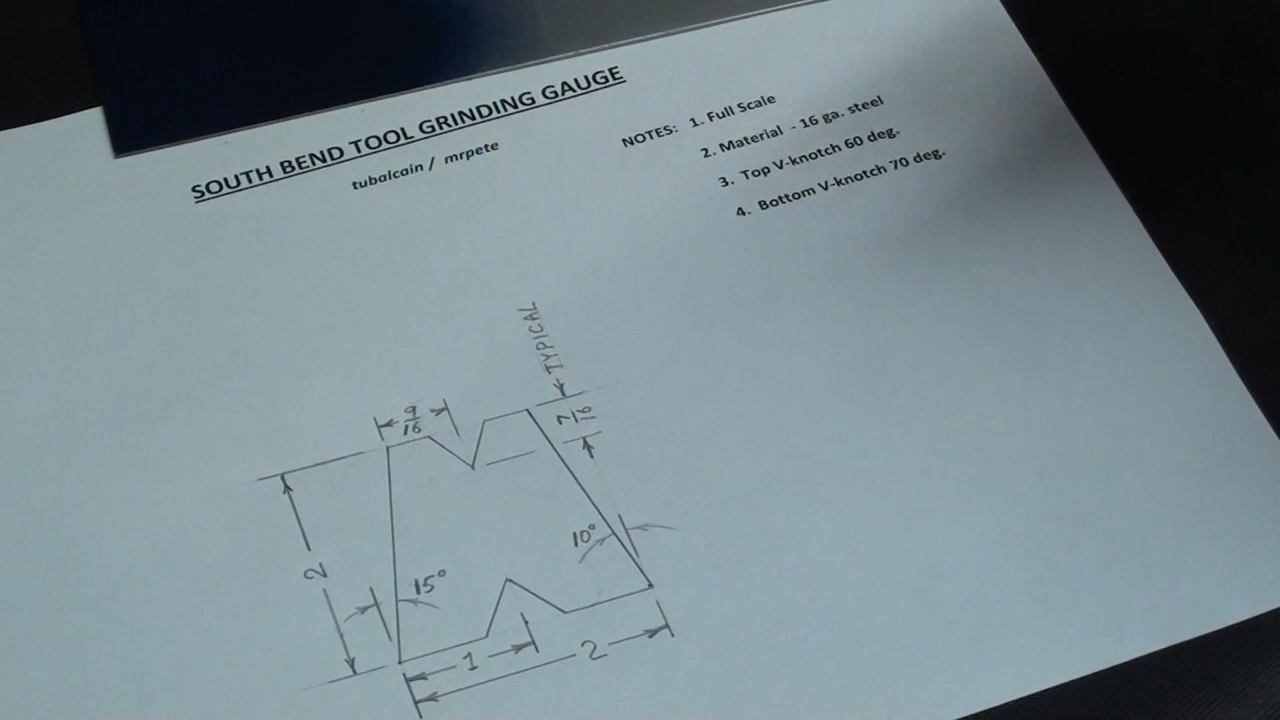 SOUTH BEND TOOL GRINDING GAUGE
tubalcain / mrpete
NOTES: 1. Full Scale
2. Material - 16 ga. steel
3. Top V-knotch 60 deg.
4. Bottom V-knotch 70 deg.
TYPICAL
9/16
7/16
2
10°
15°
1
2